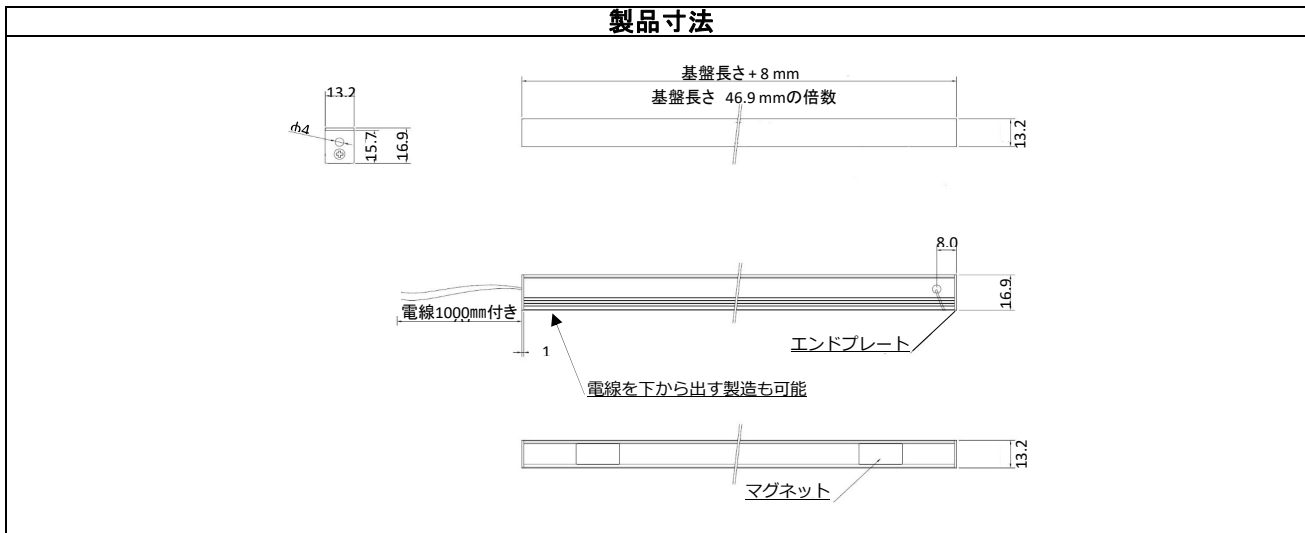 製品寸法
基盤長さ+8 mm
基盤長さ 46.9 mmの倍数
13.2
ф4
15.7
16.9
13.2
8.0
16.9
電線1000㎜付き
1
エンドプレート
電線を下から出す製造も可能
13.2
マグネット